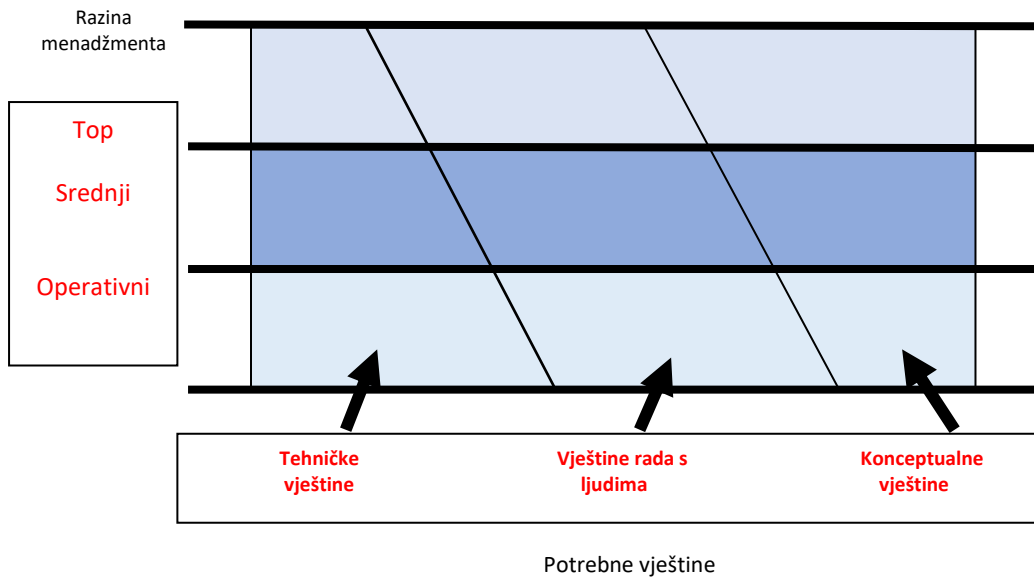 Razina
menadžmenta
Top
Srednji
Operativni
Tehničke
vještine
Vještine rada s
ljudima
Konceptualne
vještine
Potrebne vještine